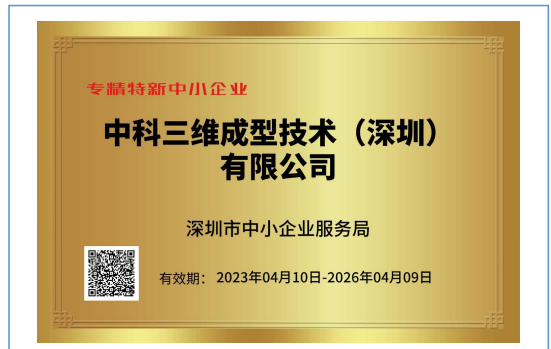 专精特新中小企业
中科三维成型技术（深圳）
有限公司
深圳市中小企业服务局
有效期： 2023年04月10日-2026年04月09日